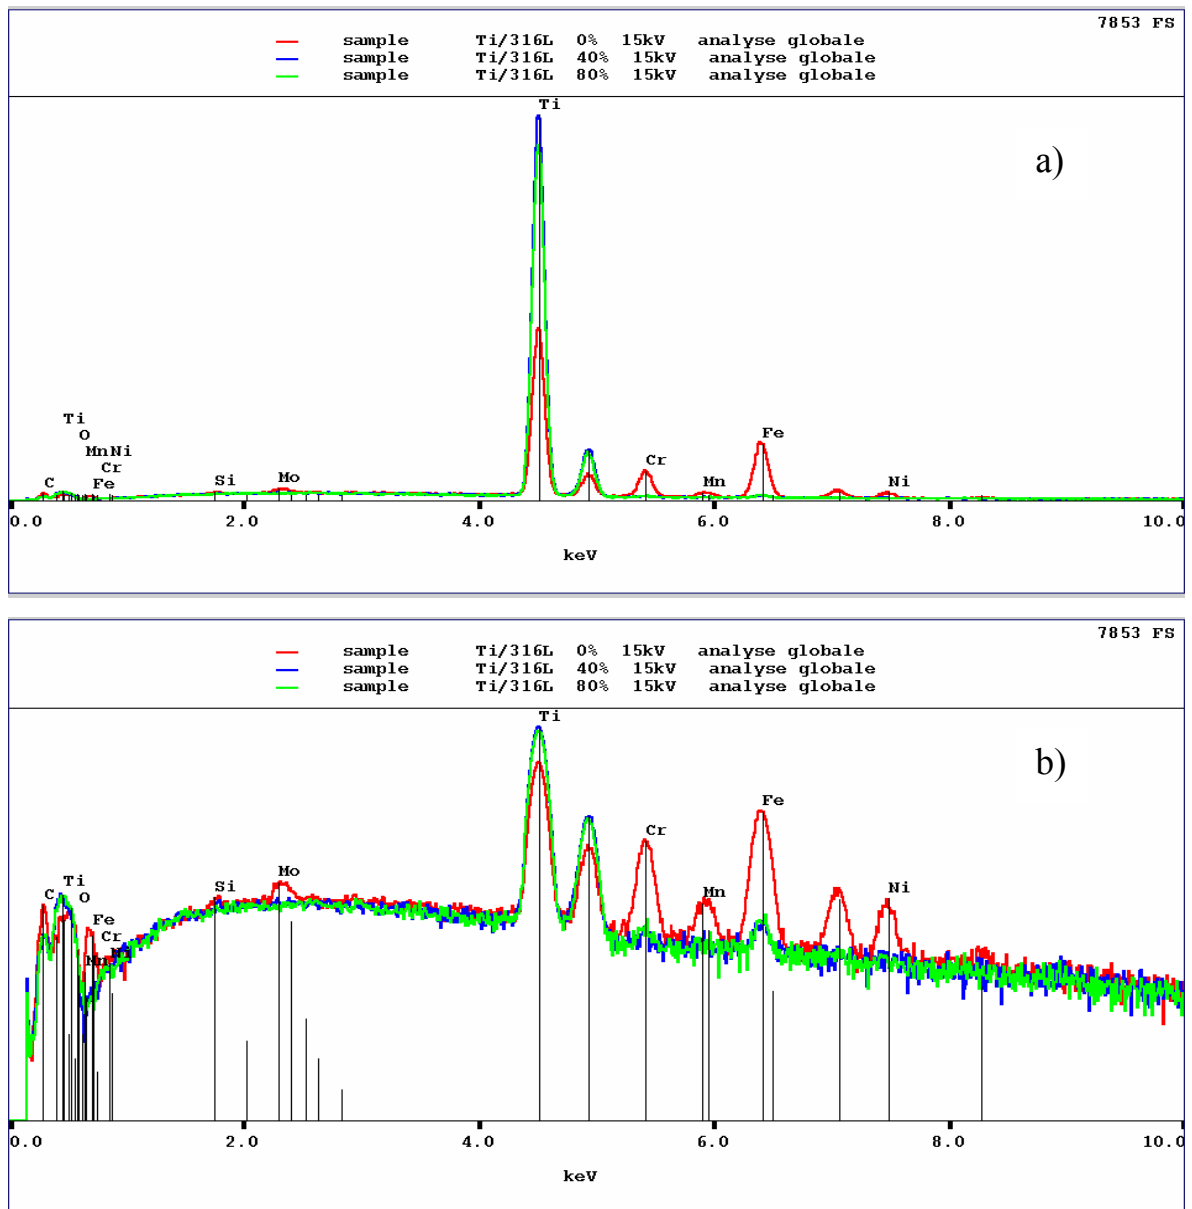 7853 FS
sample Ti/316L 0% 15kV analyse globale
sample Ti/316L 40% 15kV analyse globale
sample Ti/316L 80% 15kV analyse globale
Ti
a)
Ti
O
MnNi
Cr
C Fe Si Mo Cr Mn Fe Ni
0.0 2.0 4.0 6.0 8.0 10.0
keV
7853 FS
sample Ti/316L 0% 15kV analyse globale
sample Ti/316L 40% 15kV analyse globale
sample Ti/316L 80% 15kV analyse globale
Ti
b)
Fe
Cr
Mo
C Ti O Si Mn Ni
Fe
Cr
Mn Ni
0.0 2.0 4.0 6.0 8.0 10.0
keV